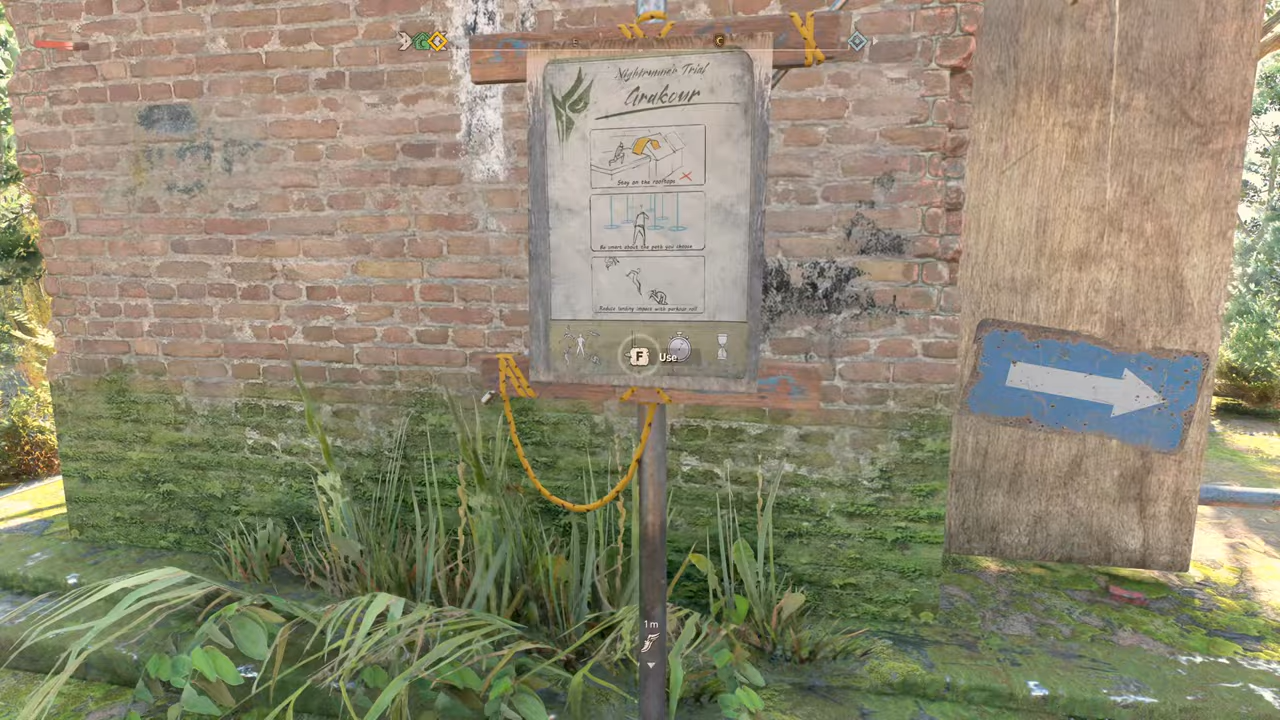 E
C
Nightrunner Trial
Grakour
Stay on the rooftops
Be smart about the path you choose
Reduce landing impact with parkour roll
F Use
1m